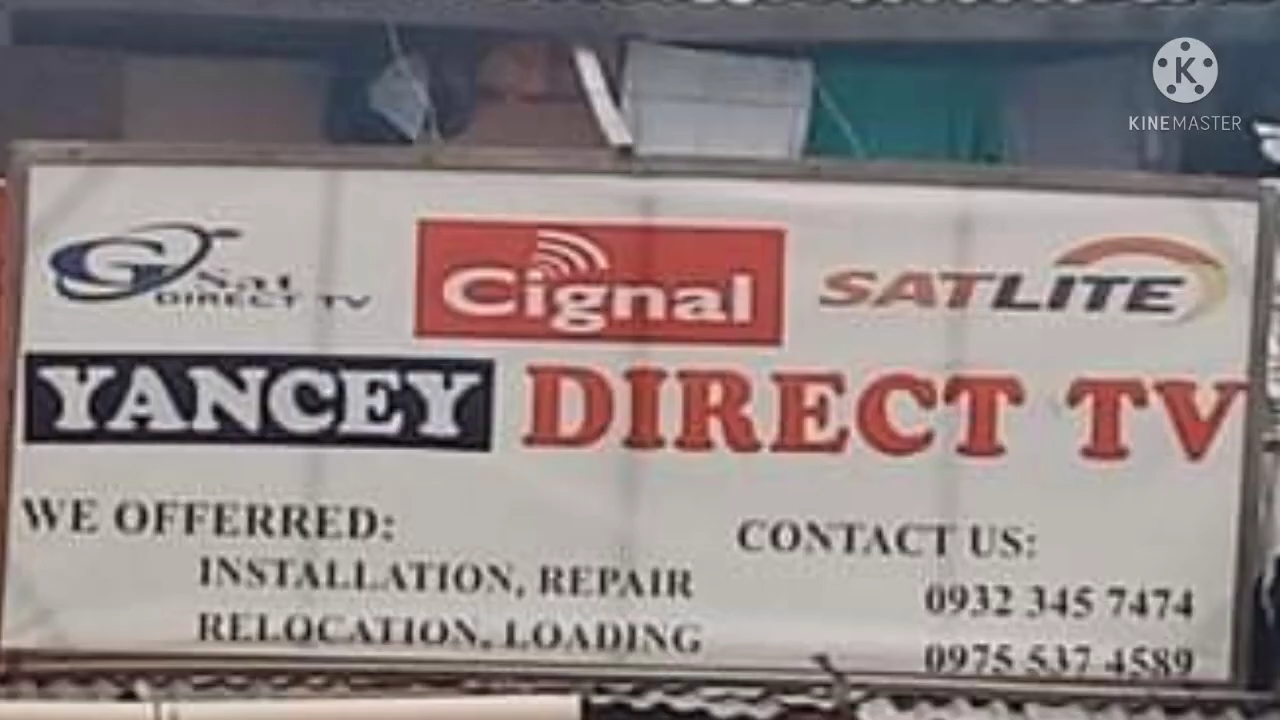 KINEMASTER
GSat
DIRECT TV
Cignal
SATLITE
YANCEY DIRECT TV
WE OFFERRED:
INSTALLATION, REPAIR
RELOCATION, LOADING
CONTACT US:
0932 345 7474
0975 537 4589